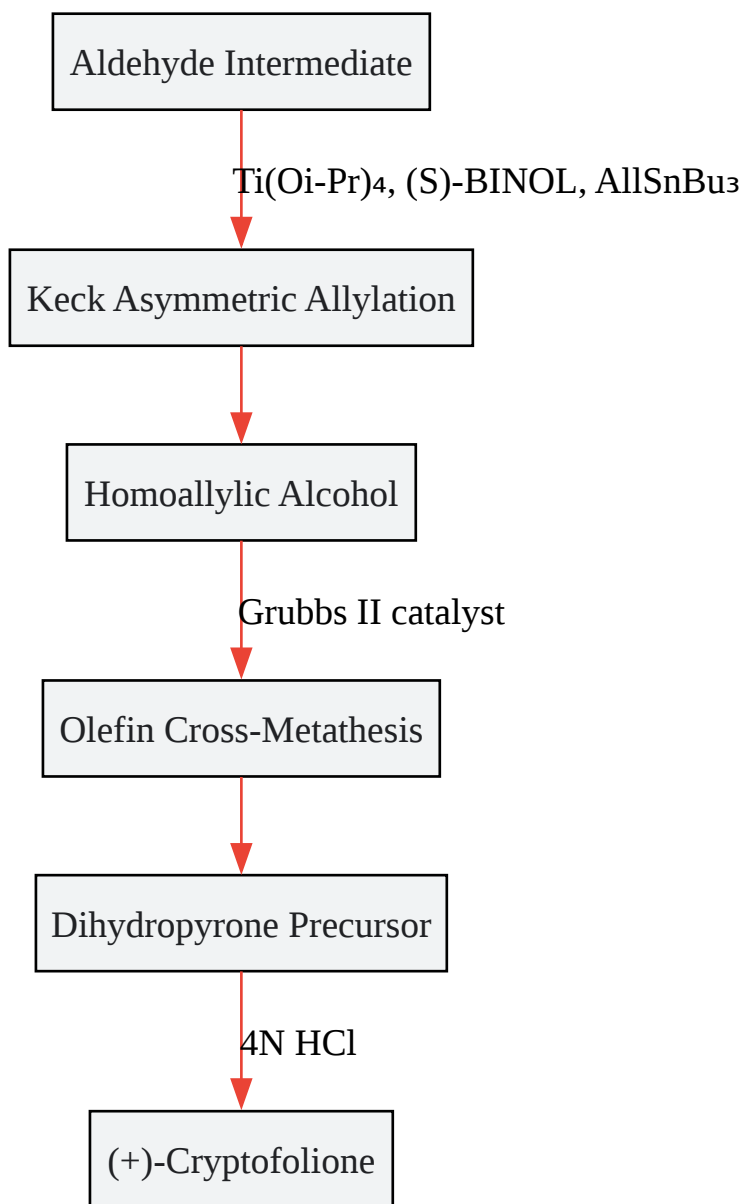 Aldehyde Intermediate
Ti(Oi-Pr)₄, (S)-BINOL, AllSnBu₃
Keck Asymmetric Allylation
Homoallylic Alcohol
Grubbs II catalyst
Olefin Cross-Metathesis
Dihydropyrone Precursor
4N HCl
(+)-Cryptofolione